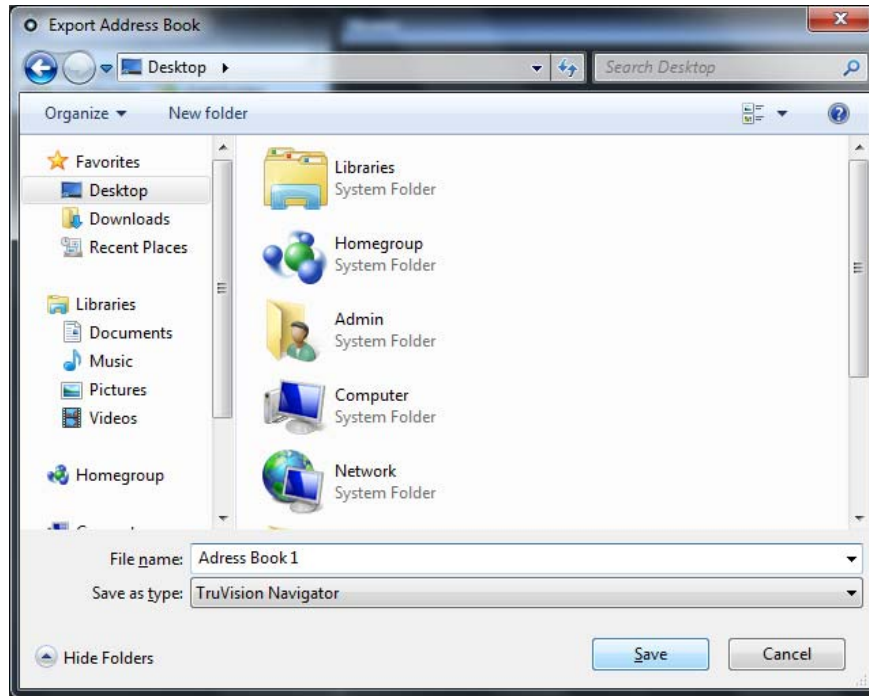 Export Address Book
Desktop
Search Desktop
Organize
New folder
Favorites
Desktop
Downloads
Recent Places
Libraries
Documents
Music
Pictures
Videos
Homegroup
Libraries
System Folder
Homegroup
System Folder
Admin
System Folder
Computer
System Folder
Network
System Folder
File name: Adress Book 1
Save as type: TruVision Navigator
Hide Folders
Save
Cancel